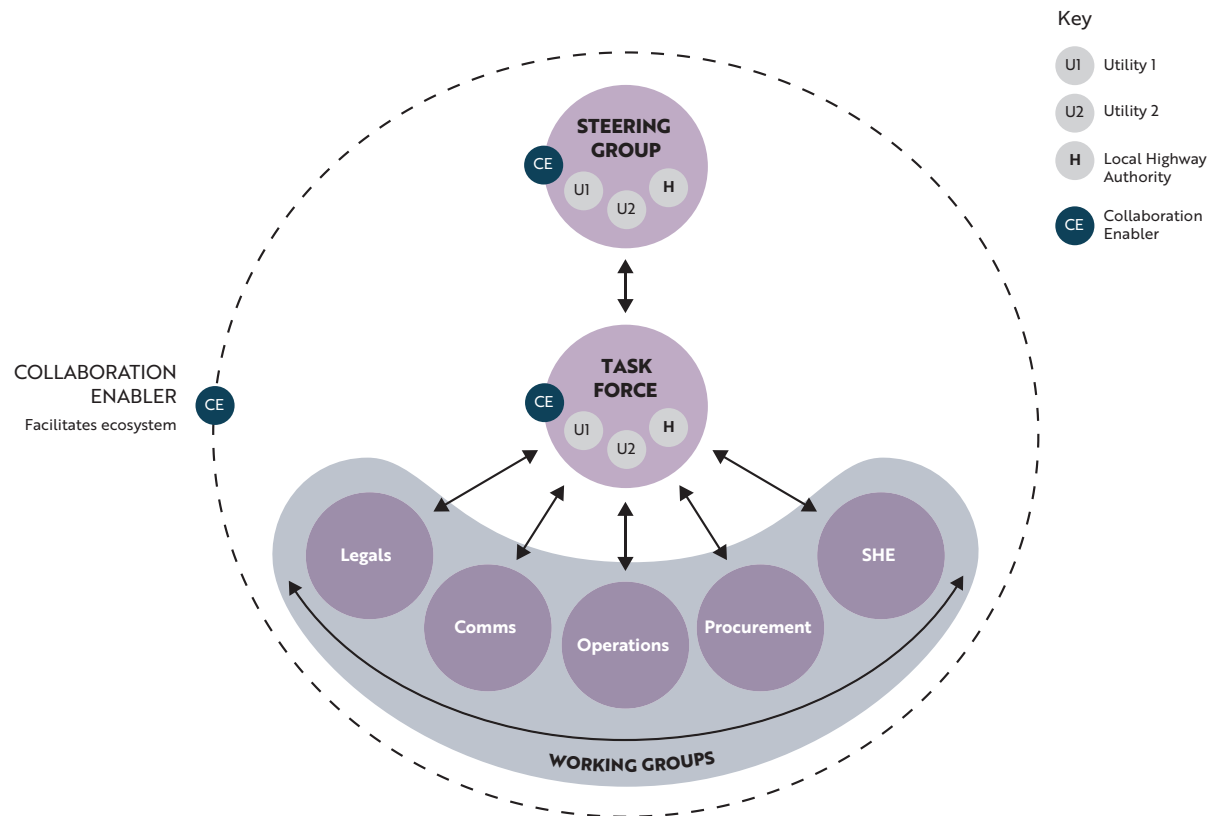 Key
U1 Utility 1
U2 Utility 2
H Local Highway
Authority
CE Collaboration
Enabler
STEERING
GROUP
CE
U1
U2
H
TASK
FORCE
CE
U1
U2
H
COLLABORATION
ENABLER
Facilitates ecosystem
CE
Legals
Comms
Operations
Procurement
SHE
WORKING GROUPS